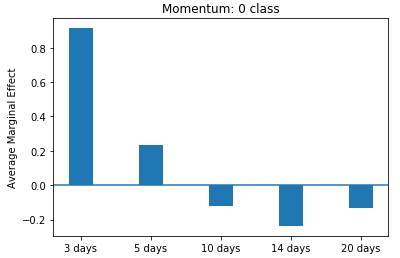 Momentum: 0 class
Average Marginal Effect
0.8
0.6
0.4
0.2
0.0
−0.2
3 days
5 days
10 days
14 days
20 days